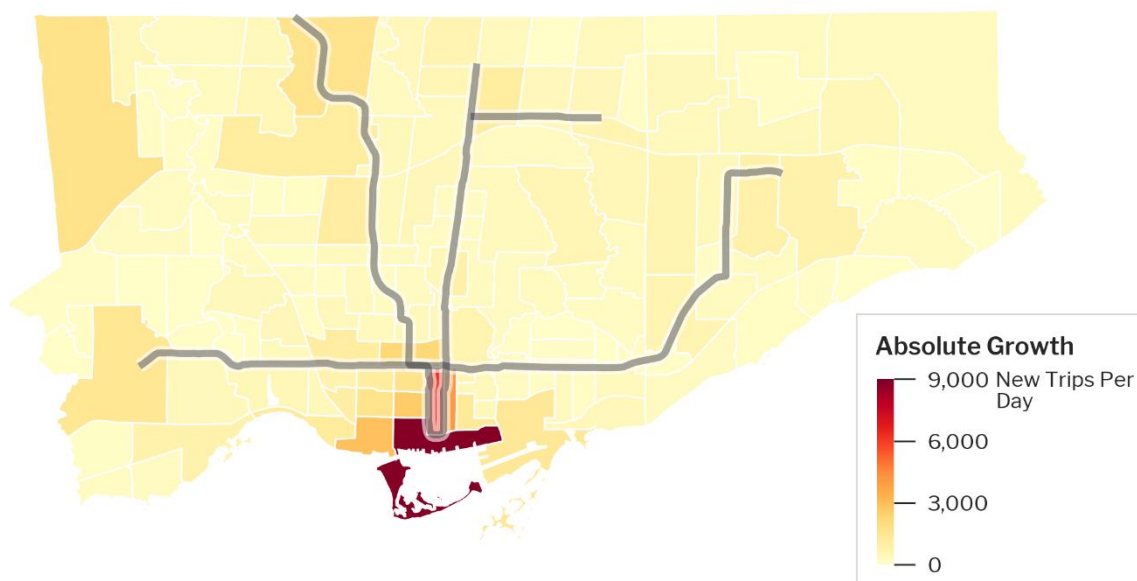 Absolute Growth
9,000 New Trips Per
Day
6,000
3,000
0